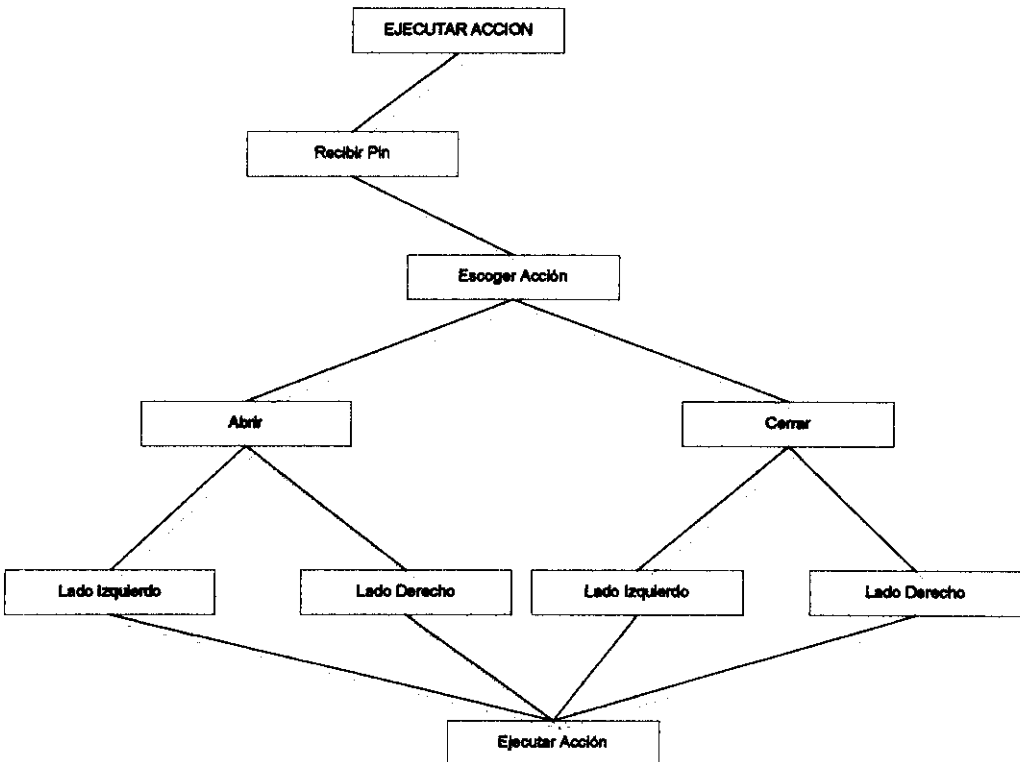 EJECUTAR ACCION
Recibir Pin
Escoger Acción
Abrir
Cerrar
Lado Izquierdo
Lado Derecho
Lado Izquierdo
Lado Derecho
Ejecutar Acción